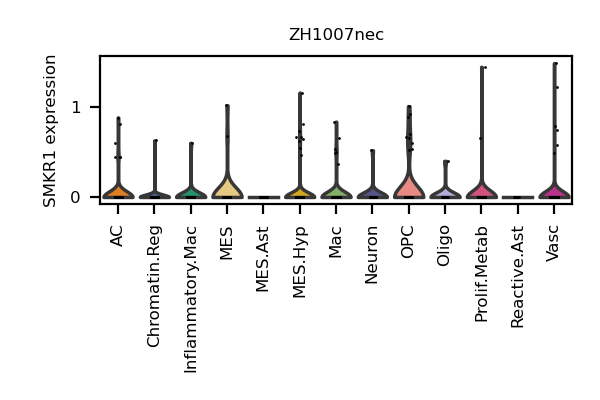 ZH1007nec
SMKR1 expression
1
0
AC
Chromatin.Reg
Inflammatory.Mac
MES
MES.Ast
MES.Hyp
Mac
Neuron
OPC
Oligo
Prolif.Metab
Reactive.Ast
Vasc